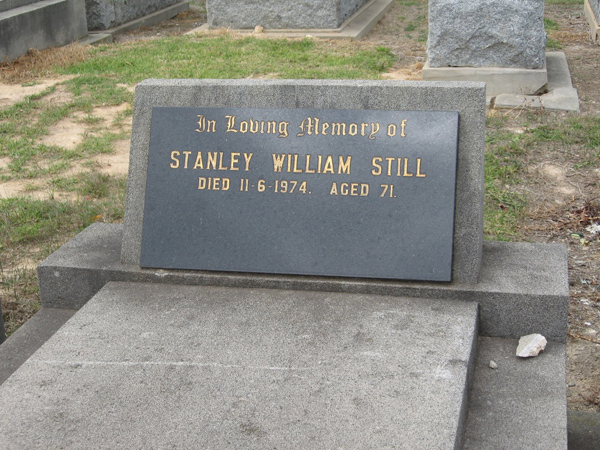 In Loving Memory of
STANLEY WILLIAM STILL
DIED 11-6-1974. AGED 71.